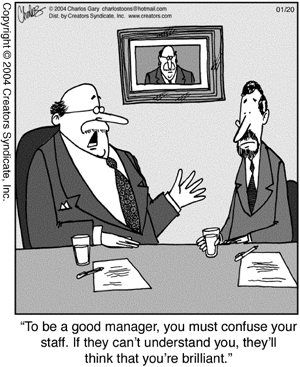 © 2004 Charlos Gary charlostoons@hotmail.com
Dist. by Creators Syndicate, Inc. www.creators.com
01/20
Copyright © 2004 Creators Syndicate, Inc.
“To be a good manager, you must confuse your
staff. If they can’t understand you, they’ll
think that you’re brilliant.”